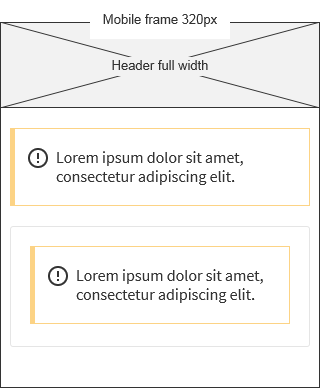 Mobile frame 320px
Header full width
Lorem ipsum dolor sit amet,
consectetur adipiscing elit.
Lorem ipsum dolor sit amet,
consectetur adipiscing elit.